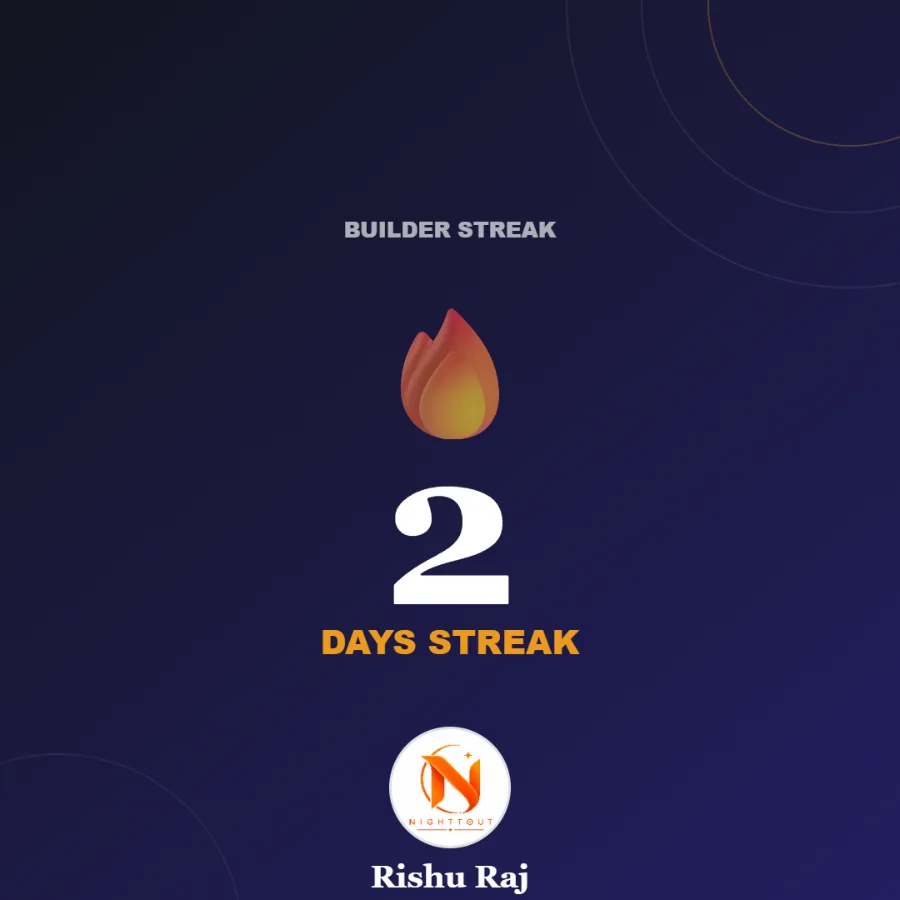 BUILDER STREAK
2
DAYS STREAK
NIGHTTOUT
Rishu Raj